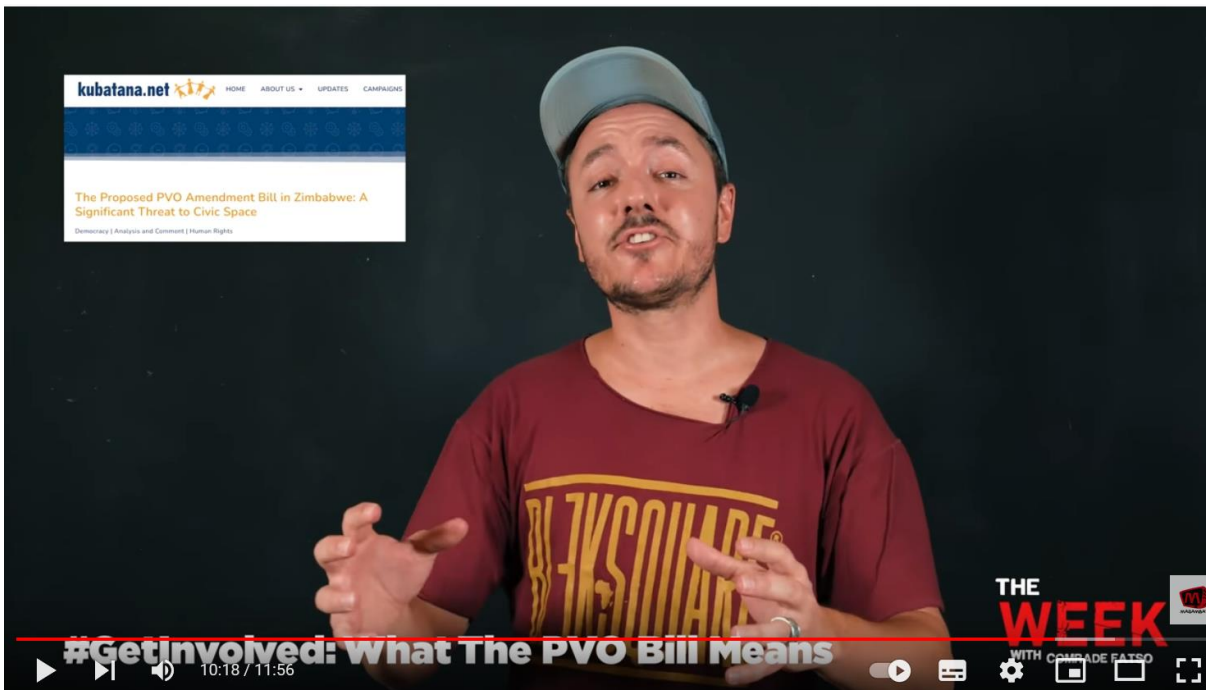 kubatana.net
HOME ABOUT US UPDATES CAMPAIGNS
The Proposed PVO Amendment Bill in Zimbabwe: A
Significant Threat to Civic Space
Democracy | Analysis and Comment | Human Rights
BLEKSQUARE®
THE
WEEK
WITH COMRADE FATSO
#GetInvolved: What The PVO Bill Means
10:18 / 11:56